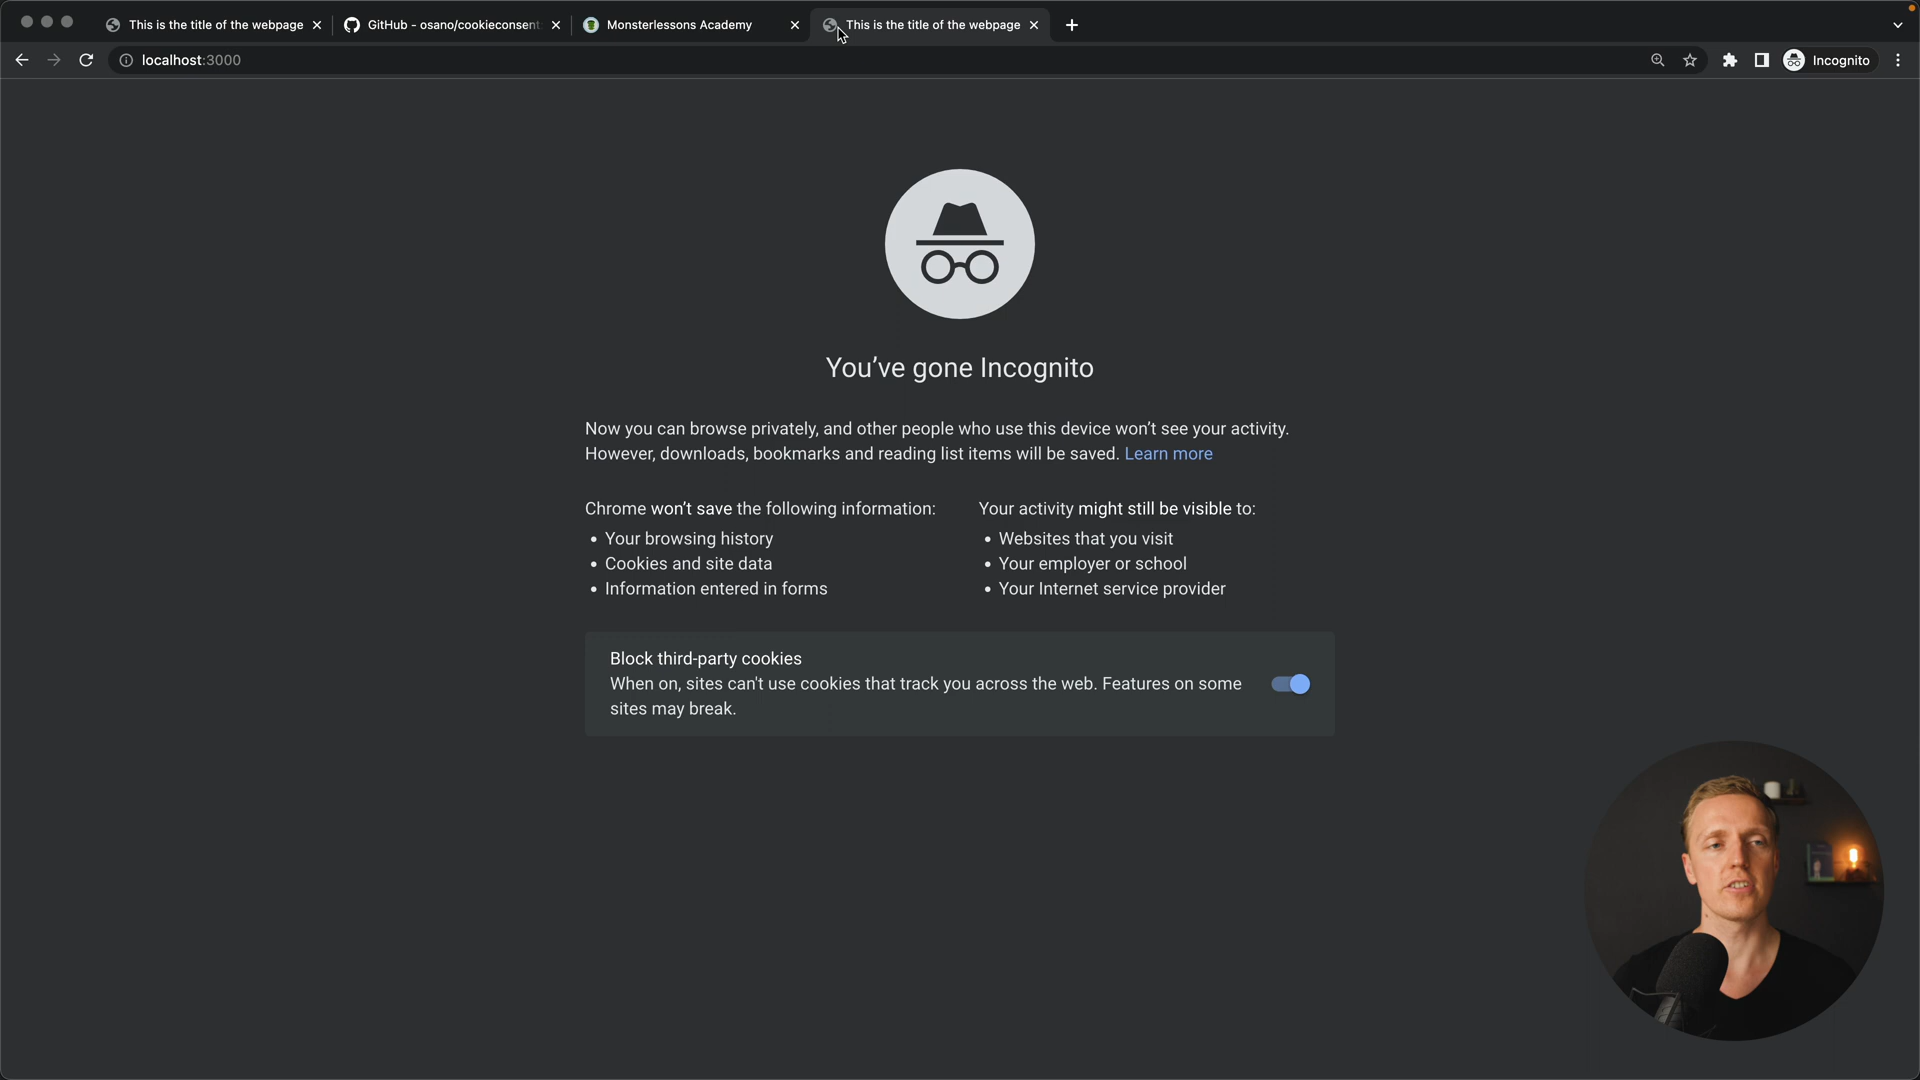 This is the title of the webpage
GitHub - osano/cookieconsent:
Monsterlessons Academy
This is the title of the webpage
localhost:3000
Incognito
You’ve gone Incognito
Now you can browse privately, and other people who use this device won’t see your activity.
However, downloads, bookmarks and reading list items will be saved. Learn more
Chrome won’t save the following information:
Your browsing history
Cookies and site data
Information entered in forms
Your activity might still be visible to:
Websites that you visit
Your employer or school
Your Internet service provider
Block third-party cookies
When on, sites can't use cookies that track you across the web. Features on some
sites may break.